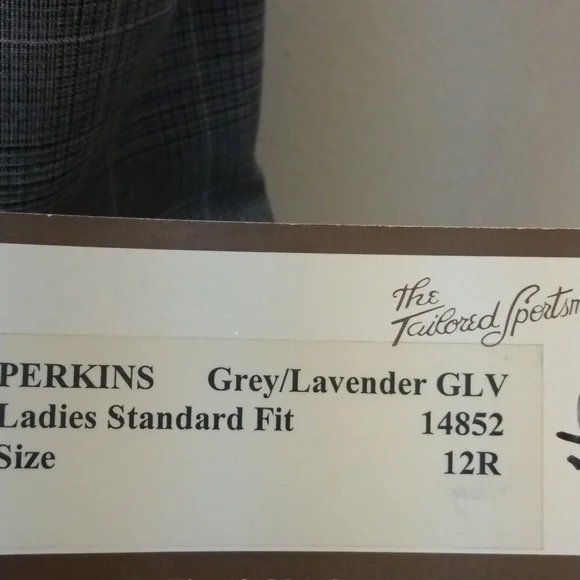 The
Tailored Sportsm
PERKINS Grey/Lavender GLV
Ladies Standard Fit 14852
Size 12R